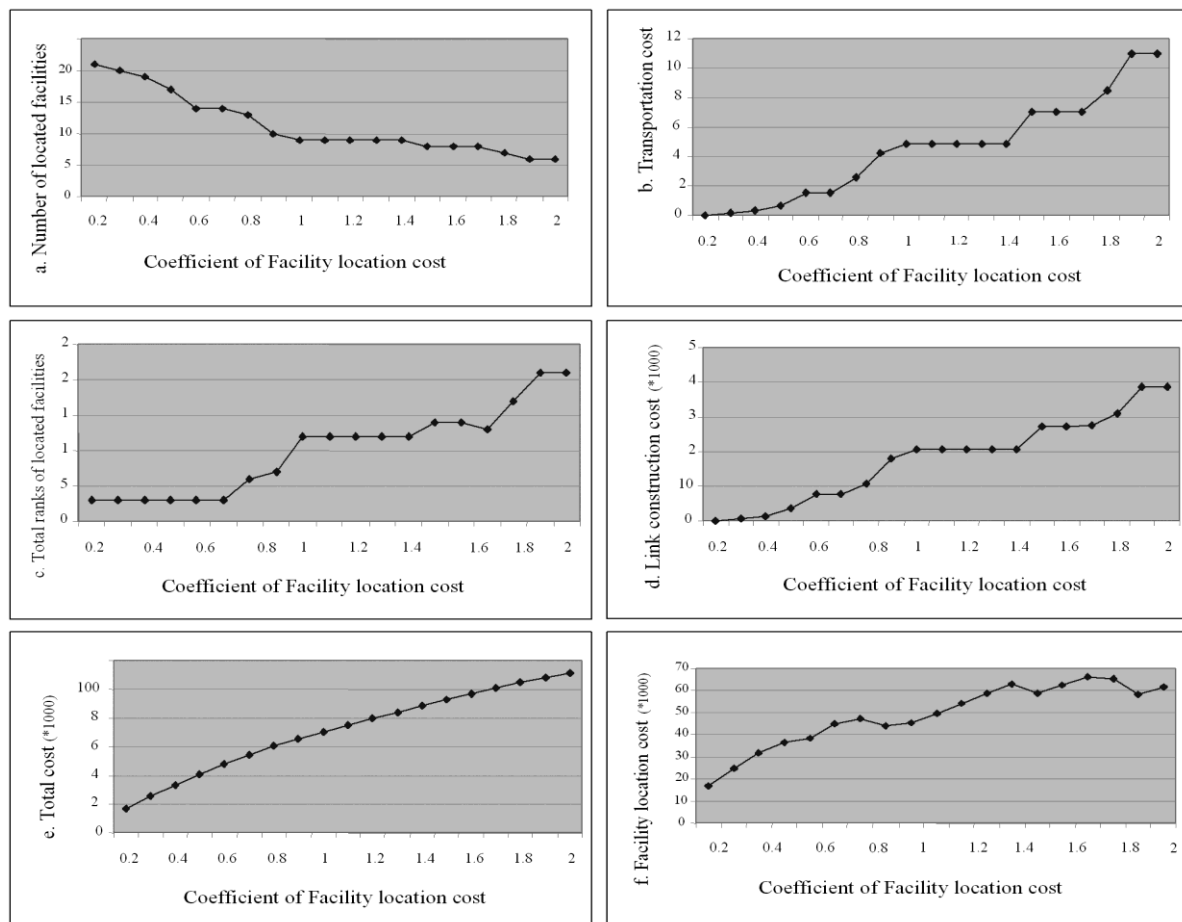 a. Number of located facilities
20
15
10
5
0
0.2 0.4 0.6 0.8 1 1.2 1.4 1.6 1.8 2
Coefficient of Facility location cost
b. Transportation cost
12
10
8
6
4
2
0
0.2 0.4 0.6 0.8 1 1.2 1.4 1.6 1.8 2
Coefficient of Facility location cost
c. Total ranks of located facilities
2
2
1
1
5
0
0.2 0.4 0.6 0.8 1 1.2 1.4 1.6 1.8 2
Coefficient of Facility location cost
d. Link construction cost (*1000)
5
4
3
2
10
0
0.2 0.4 0.6 0.8 1 1.2 1.4 1.6 1.8 2
Coefficient of Facility location cost
e. Total cost (*1000)
100
8
6
4
2
0
0.2 0.4 0.6 0.8 1 1.2 1.4 1.6 1.8 2
Coefficient of Facility location cost
f. Facility location cost (*1000)
70
60
50
40
30
20
10
0
0.2 0.4 0.6 0.8 1 1.2 1.4 1.6 1.8 2
Coefficient of Facility location cost